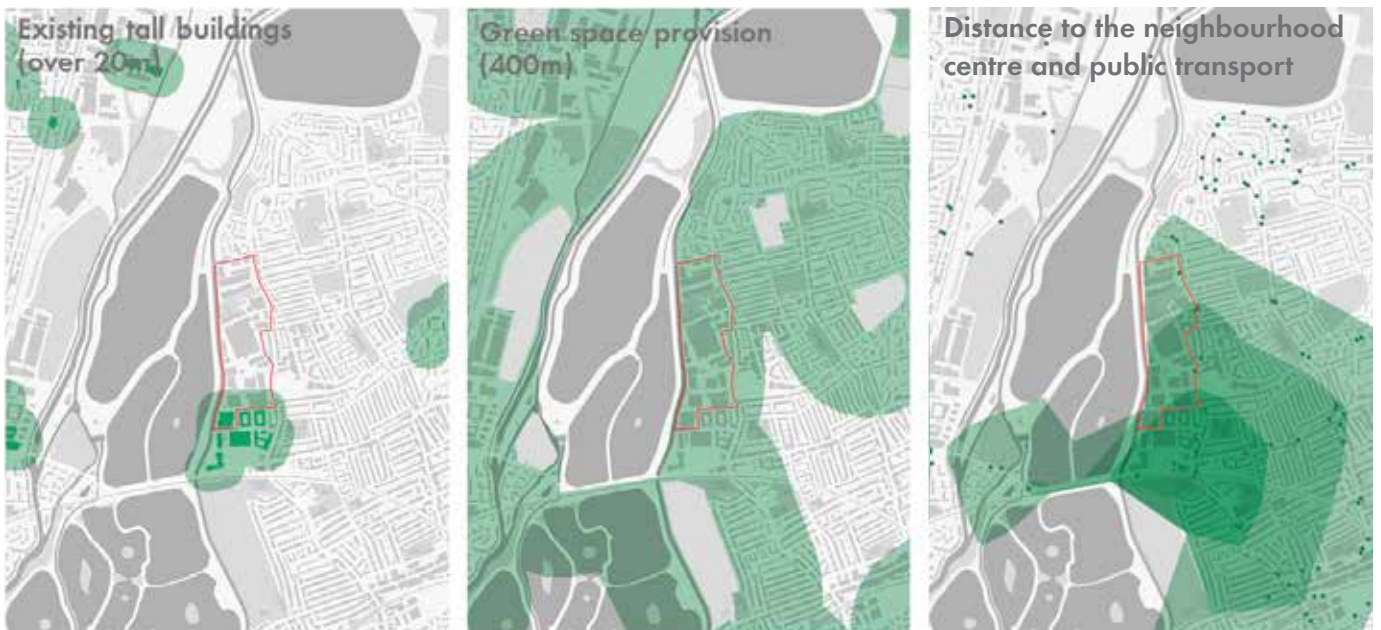 Existing tall buildings
(over 20m)
Green space provision
(400m)
Distance to the neighbourhood
centre and public transport